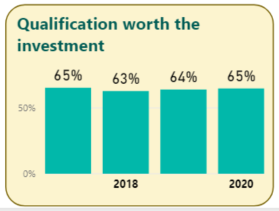 Qualification worth the
investment
65% 63% 64% 65%
50%
0%
2018 2020